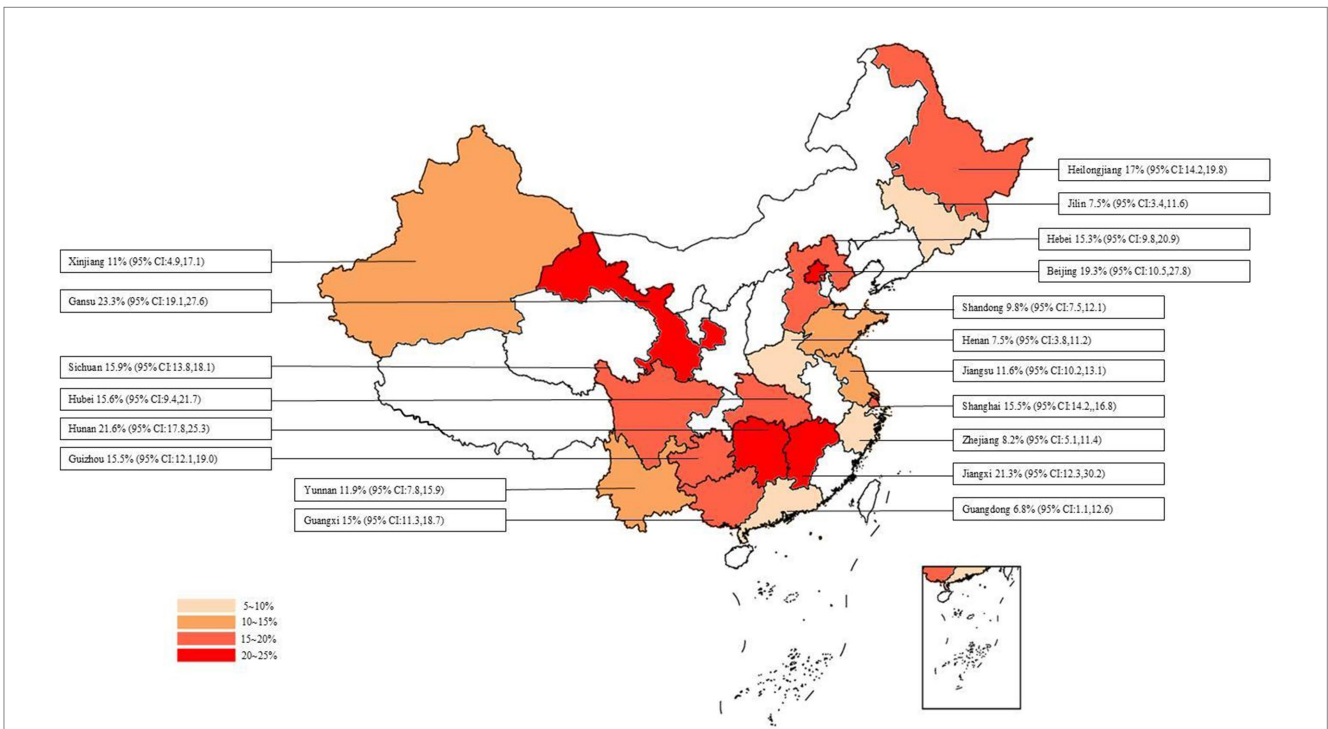 Heilongjiang 17% (95% CI:14.2,19.8)
Jilin 7.5% (95% CI:3.4,11.6)
Hebei 15.3% (95% CI:9.8,20.9)
Beijing 19.3% (95% CI:10.5,27.8)
Shandong 9.8% (95% CI:7.5,12.1)
Henan 7.5% (95% CI:3.8,11.2)
Jiangsu 11.6% (95% CI:10.2,13.1)
Shanghai 15.5% (95% CI:14.2,,16.8)
Zhejiang 8.2% (95% CI:5.1,11.4)
Jiangxi 21.3% (95% CI:12.3,30.2)
Guangdong 6.8% (95% CI:1.1,12.6)
Xinjiang 11% (95% CI:4.9,17.1)
Gansu 23.3% (95% CI:19.1,27.6)
Sichuan 15.9% (95% CI:13.8,18.1)
Hubei 15.6% (95% CI:9.4,21.7)
Hunan 21.6% (95% CI:17.8,25.3)
Guizhou 15.5% (95% CI:12.1,19.0)
Yunnan 11.9% (95% CI:7.8,15.9)
Guangxi 15% (95% CI:11.3,18.7)
5~10%
10~15%
15~20%
20~25%